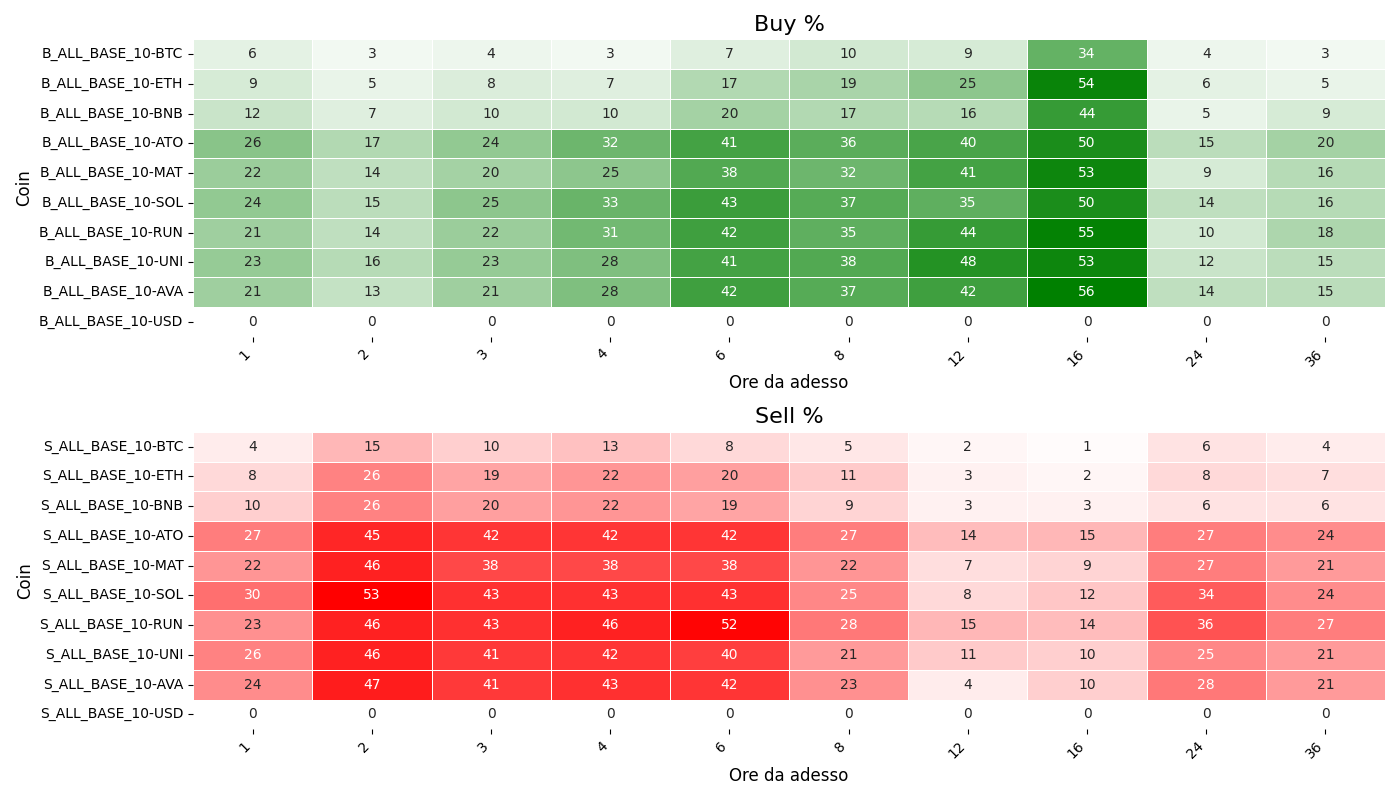 Buy %
Coin
B_ALL_BASE_10-BTC 6 3 4 3 7 10 9 34 4 3
B_ALL_BASE_10-ETH 9 5 8 7 17 19 25 54 6 5
B_ALL_BASE_10-BNB 12 7 10 10 20 17 16 44 5 9
B_ALL_BASE_10-ATO 26 17 24 32 41 36 40 50 15 20
B_ALL_BASE_10-MAT 22 14 20 25 38 32 41 53 9 16
B_ALL_BASE_10-SOL 24 15 25 33 43 37 35 50 14 16
B_ALL_BASE_10-RUN 21 14 22 31 42 35 44 55 10 18
B_ALL_BASE_10-UNI 23 16 23 28 41 38 48 53 12 15
B_ALL_BASE_10-AVA 21 13 21 28 42 37 42 56 14 15
B_ALL_BASE_10-USD 0 0 0 0 0 0 0 0 0 0
1 2 3 4 6 8 12 16 24 36
Ore da adesso
Sell %
Coin
S_ALL_BASE_10-BTC 4 15 10 13 8 5 2 1 6 4
S_ALL_BASE_10-ETH 8 26 19 22 20 11 3 2 8 7
S_ALL_BASE_10-BNB 10 26 20 22 19 9 3 3 6 6
S_ALL_BASE_10-ATO 27 45 42 42 42 27 14 15 27 24
S_ALL_BASE_10-MAT 22 46 38 38 38 22 7 9 27 21
S_ALL_BASE_10-SOL 30 53 43 43 43 25 8 12 34 24
S_ALL_BASE_10-RUN 23 46 43 46 52 28 15 14 36 27
S_ALL_BASE_10-UNI 26 46 41 42 40 21 11 10 25 21
S_ALL_BASE_10-AVA 24 47 41 43 42 23 4 10 28 21
S_ALL_BASE_10-USD 0 0 0 0 0 0 0 0 0 0
1 2 3 4 6 8 12 16 24 36
Ore da adesso